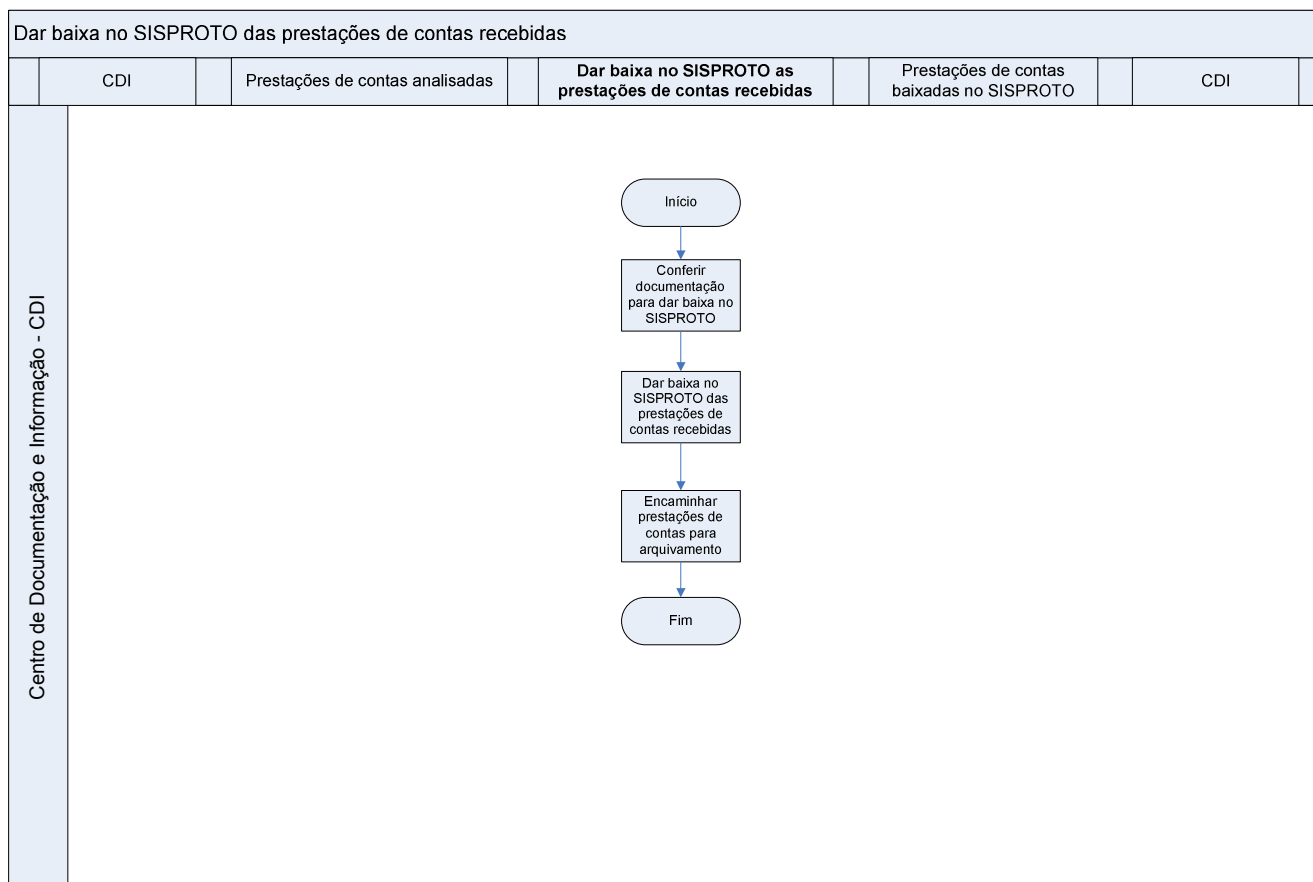 Dar baixa no SISPROTO das prestações de contas recebidas
CDI
Prestações de contas analisadas
Dar baixa no SISPROTO as
prestações de contas recebidas
Prestações de contas
baixadas no SISPROTO
CDI
Centro de Documentação e Informação - CDI
Início
Conferir
documentação
para dar baixa no
SISPROTO
Dar baixa no
SISPROTO das
prestações de
contas recebidas
Encaminhar
prestações de
contas para
arquivamento
Fim